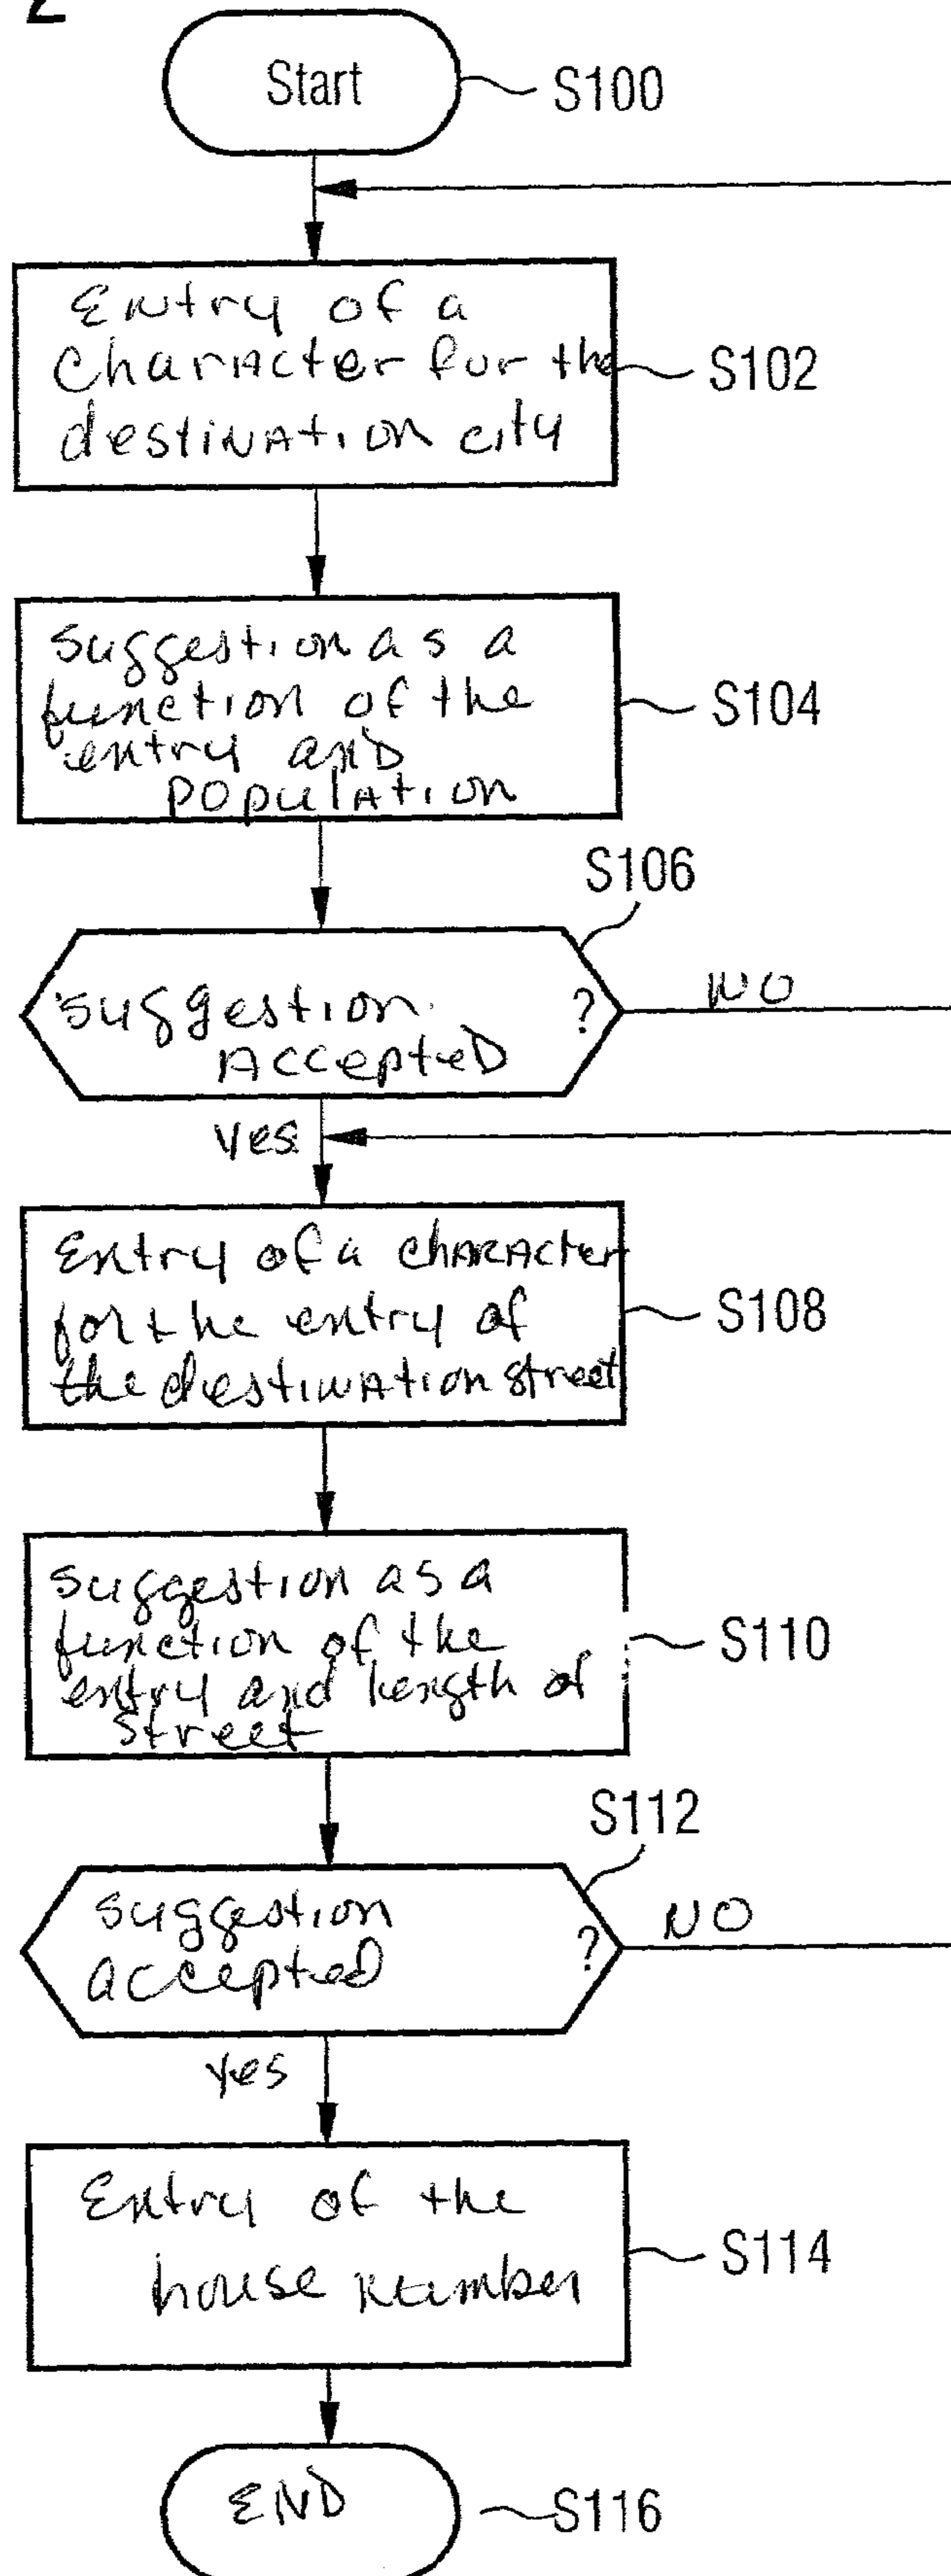 2
Start
S100
Entry of a
character for the
destination city
S102
suggestion as a
function of the
entry and
population
S104
S106
suggestion
Accepted
?
NO
yes
Entry of a character
for the entry of
the destination street
S108
suggestion as a
function of the
entry and length of
street
S110
S112
suggestion
accepted
?
NO
yes
Entry of the
house number
S114
END
S116